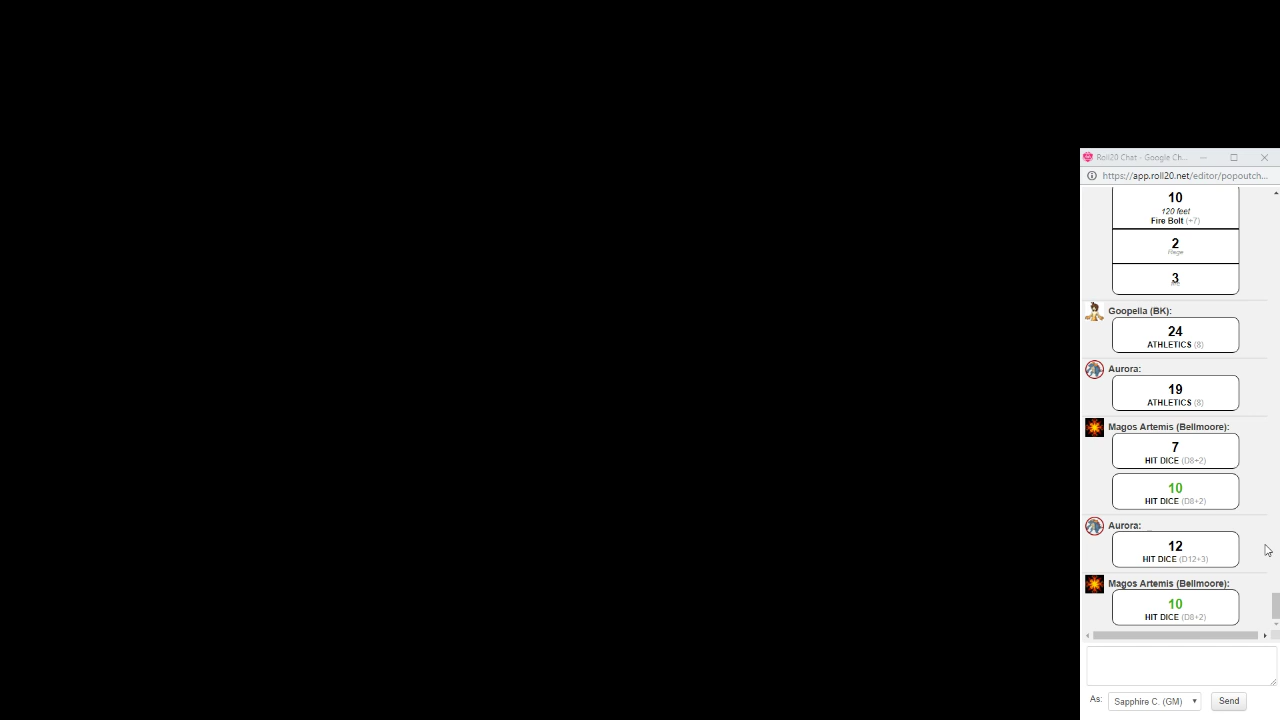 Roll20 Chat - Google Ch...
https://app.roll20.net/editor/popoutch...
10
120 feet
Fire Bolt (+7)
2
Rage
3
Goopella (BK):
24
ATHLETICS (8)
Aurora:
19
ATHLETICS (8)
Magos Artemis (Bellmoore):
7
HIT DICE (D8+2)
10
HIT DICE (D8+2)
Aurora:
12
HIT DICE (D12+3)
Magos Artemis (Bellmoore):
10
HIT DICE (D8+2)
As: Sapphire C. (GM) Send